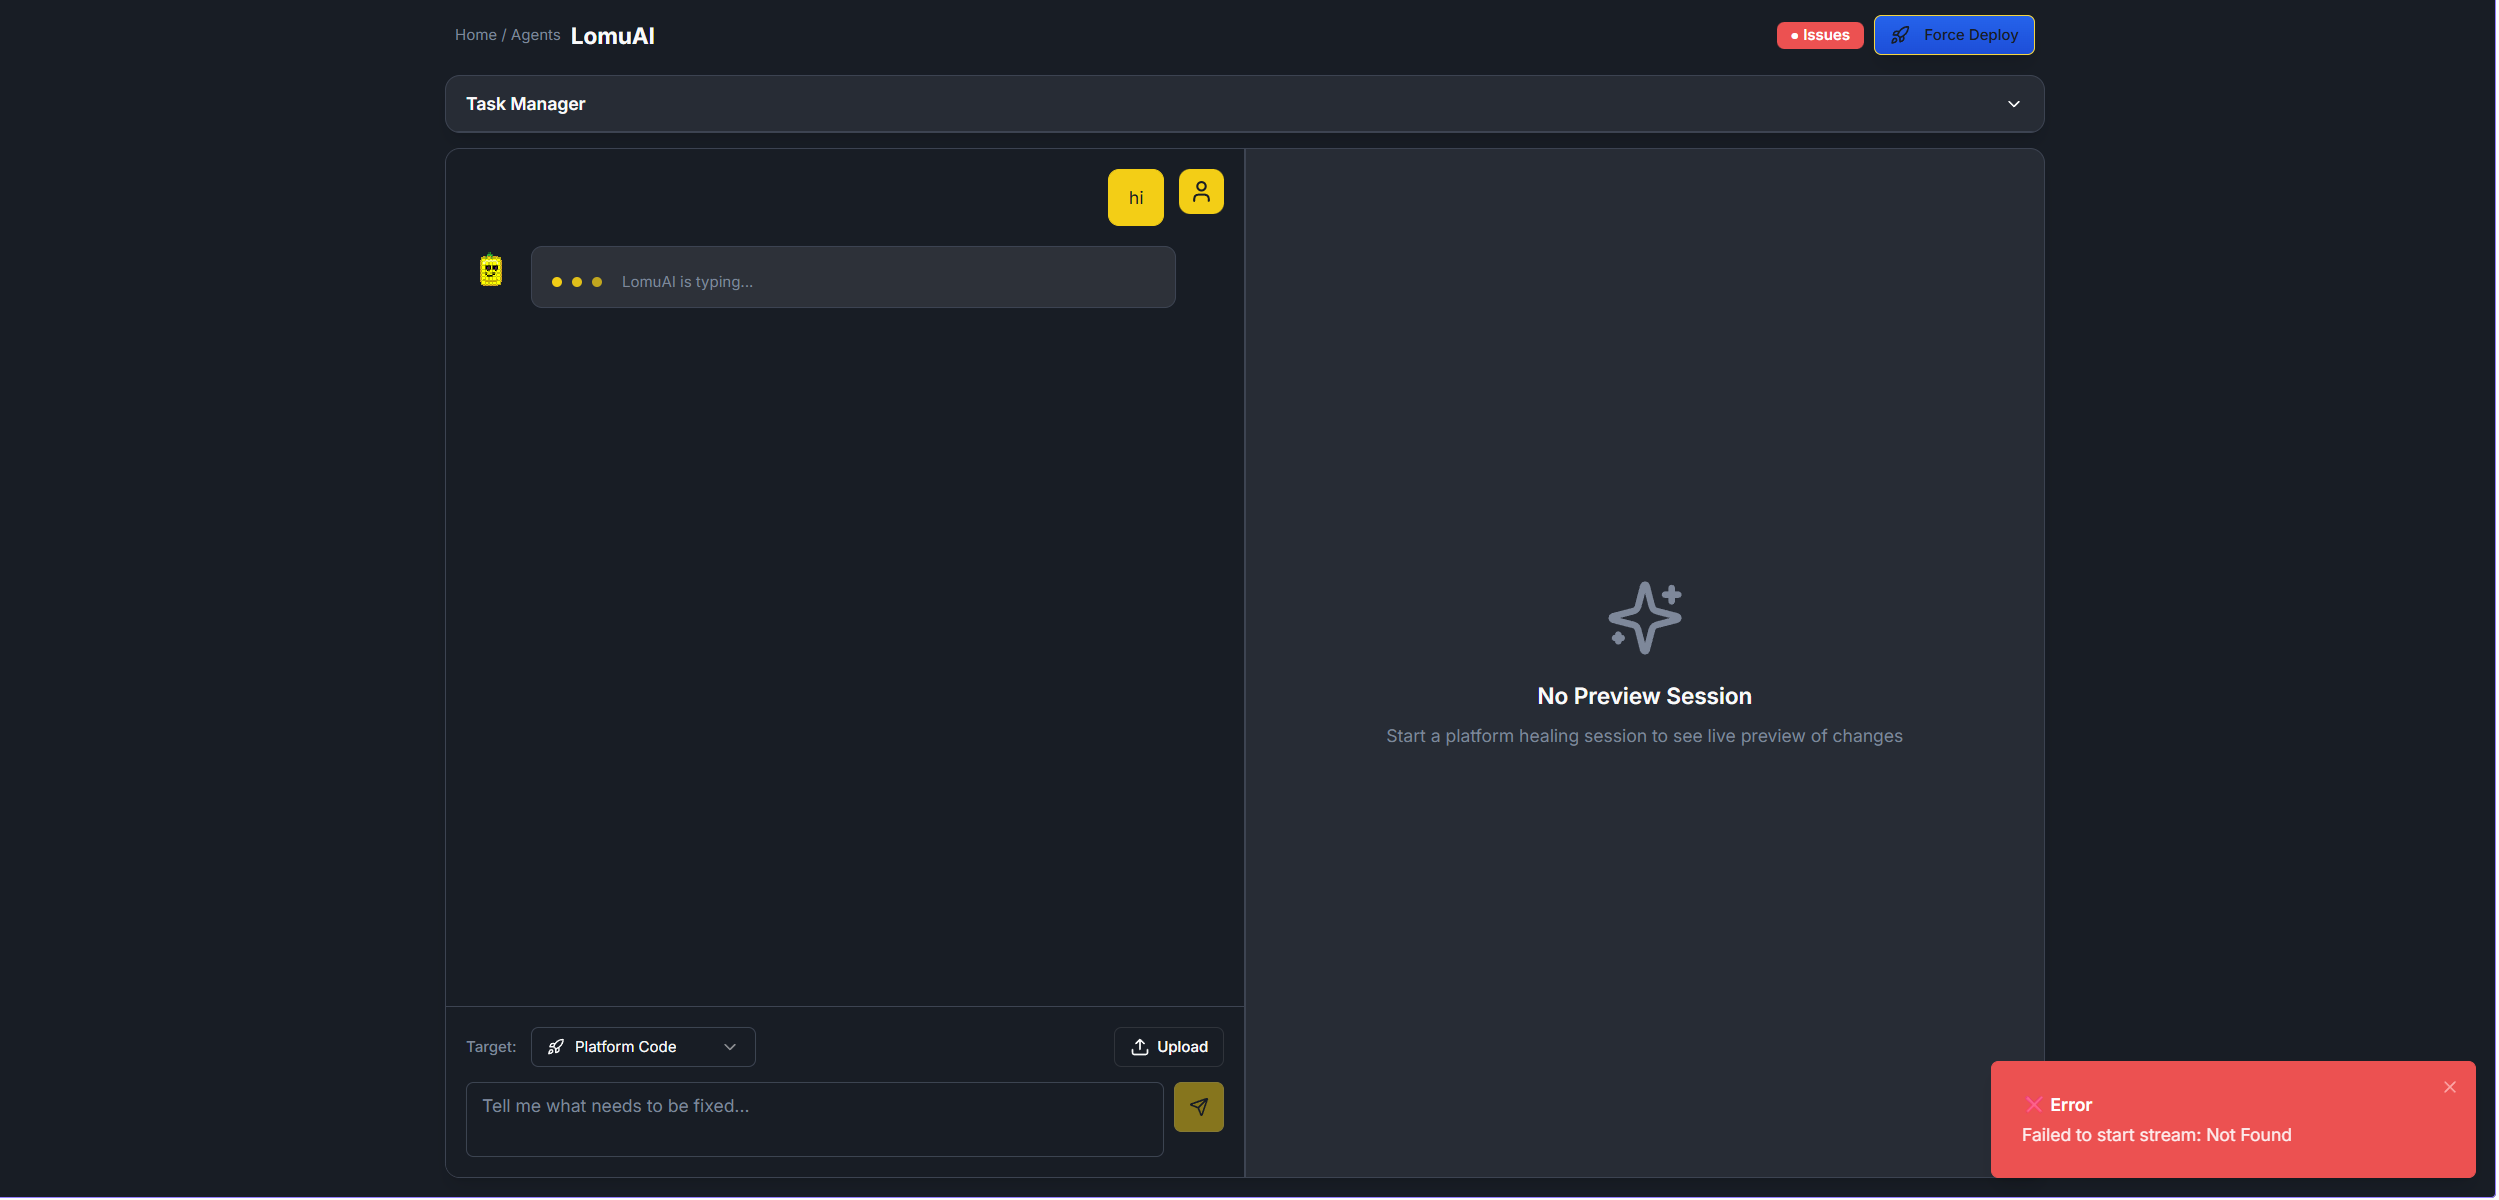 Home / Agents LomuAI
Issues
Force Deploy
Task Manager
hi
LomuAI is typing...
No Preview Session
Start a platform healing session to see live preview of changes
Target:
Platform Code
Upload
Tell me what needs to be fixed...
Error
Failed to start stream: Not Found